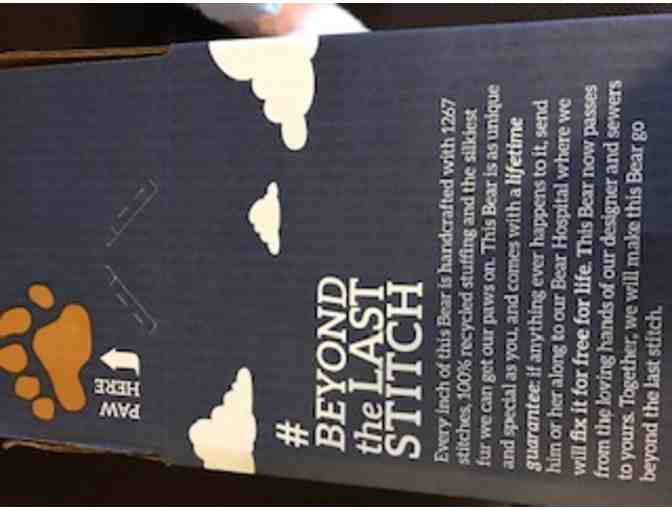 PAW
HERE
#
BEYOND
the LAST
STITCH
Every inch of this Bear is handcrafted with 1267
stitches, 100% recycled stuffing and the silkiest
fur we can get our paws on. This Bear is as unique
and special as you, and comes with a lifetime
guarantee: if anything ever happens to it, send
him or her along to our Bear Hospital where we
will fix it for free for life. This Bear now passes
from the loving hands of our designer and sewers
to yours. Together, we will make this Bear go
beyond the last stitch.